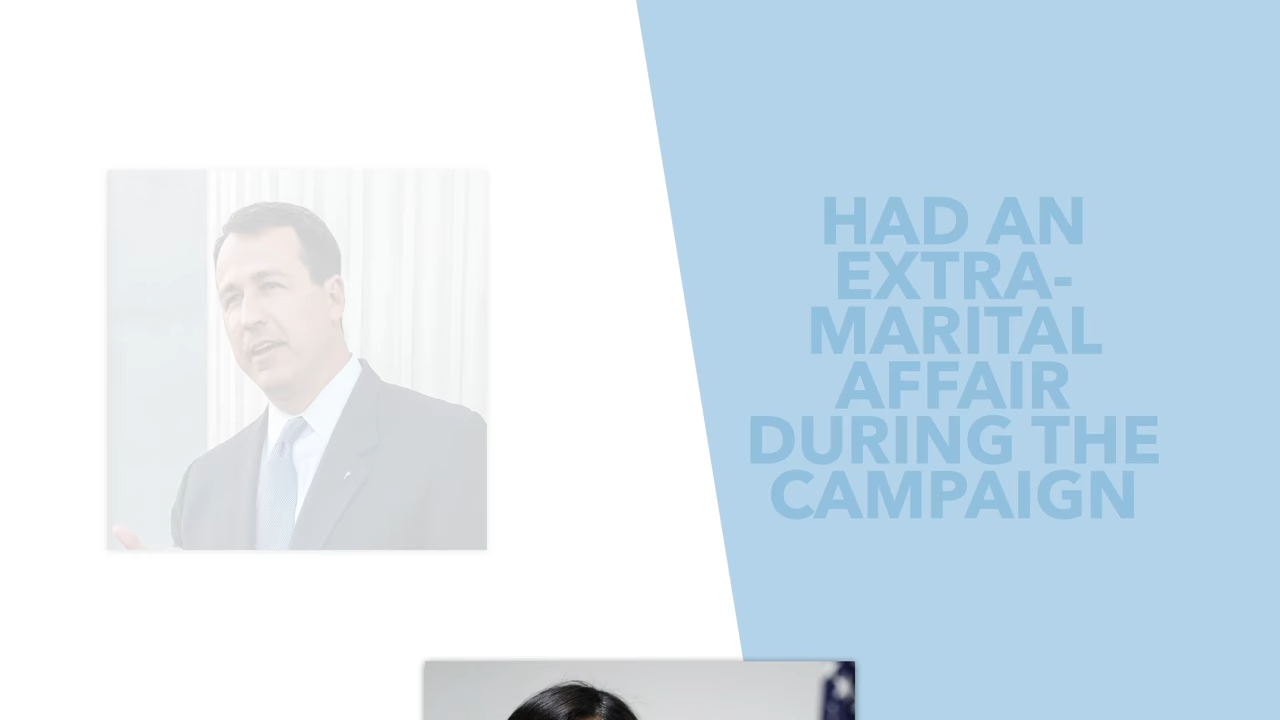 HAD AN
EXTRA-
MARITAL
AFFAIR
DURING THE
CAMPAIGN